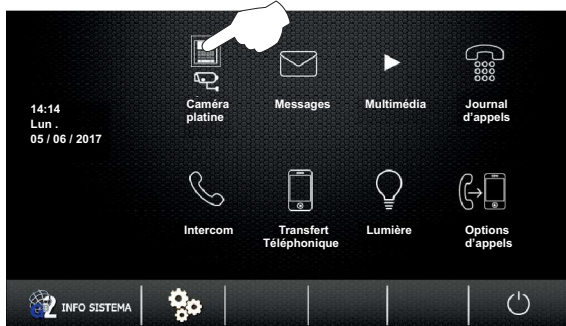 Caméra
platine
Messages
Multimédia
Journal
d'appels
14:14
Lun .
05 / 06 / 2017
Intercom
Transfert
Téléphonique
Lumière
Options
d'appels
INFO SISTEMA